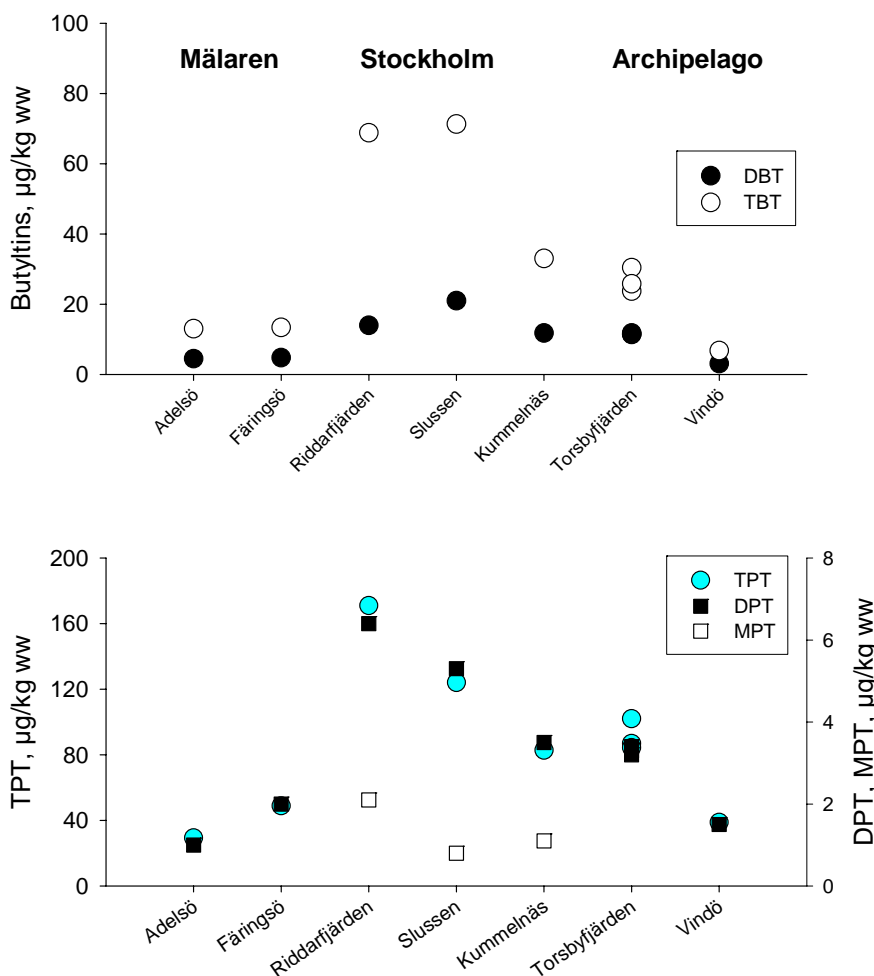 Mälaren Stockholm Archipelago
Butyltins, µg/kg ww
100
80
60
40
20
0
DBT
TBT
Adelsö
Färingsö
Riddarfjärden
Slussen
Kummelnäs
Torsbyfjärden
Vindö
TPT, µg/kg ww
200
160
120
80
40
0
TPT
DPT
MPT
8
6
4
2
0
DPT, MPT, µg/kg ww
Adelsö
Färingsö
Riddarfjärden
Slussen
Kummelnäs
Torsbyfjärden
Vindö